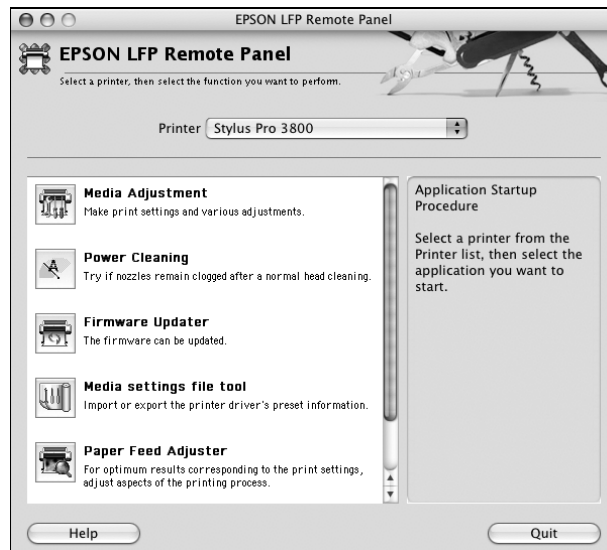 EPSON LFP Remote Panel
EPSON LFP Remote Panel
Select a printer, then select the function you want to perform.
Printer Stylus Pro 3800
Media Adjustment
Make print settings and various adjustments.
Power Cleaning
Try if nozzles remain clogged after a normal head cleaning.
Firmware Updater
The firmware can be updated.
Media settings file tool
Import or export the printer driver's preset information.
Paper Feed Adjuster
For optimum results corresponding to the print settings,
adjust aspects of the printing process.
Application Startup
Procedure
Select a printer from the
Printer list, then select the
application you want to
start.
Help
Quit